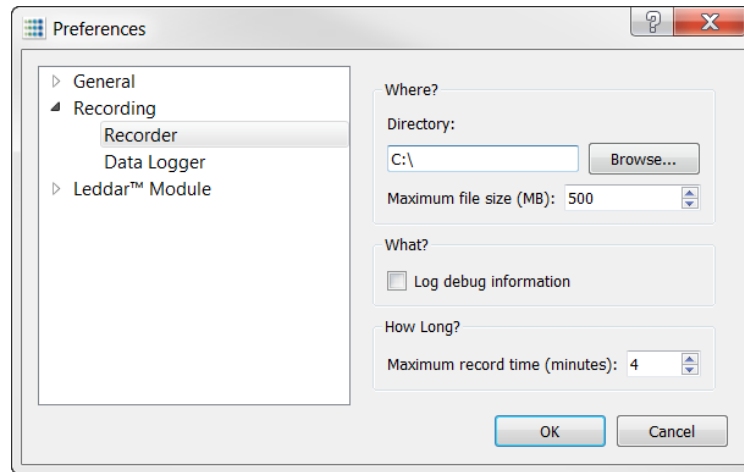 Preferences
General
Recording
Recorder
Data Logger
Leddar™ Module
Where?
Directory:
C:\
Browse...
Maximum file size (MB): 500
What?
Log debug information
How Long?
Maximum record time (minutes): 4
OK
Cancel